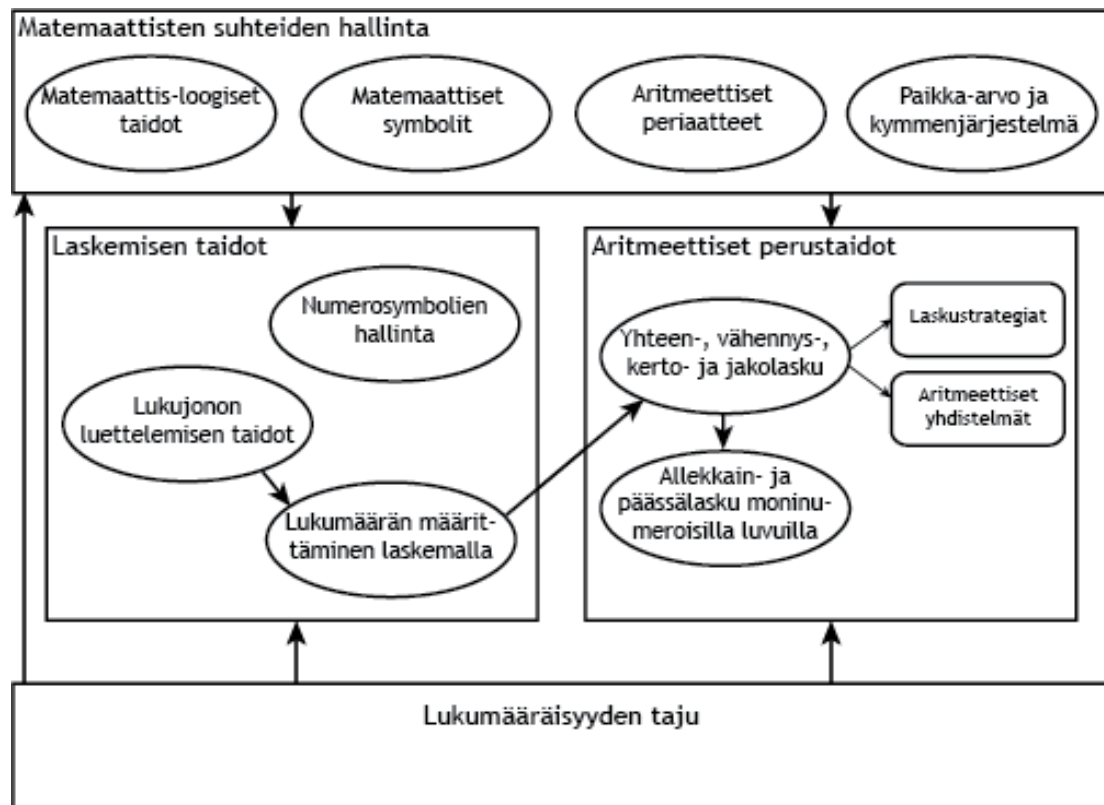 Matemaattisten suhteiden hallinta
Matemaattis-loogiset
taidot
Matemaattiset
symbolit
Aritmeettiset
periaatteet
Paikka-arvo ja
kymmenjärjestelmä
Laskemisen taidot
Numerosymbolien
hallinta
Lukujonon
luettelemisen taidot
Lukumäärän määrit-
täminen laskemalla
Aritmeettiset perustaidot
Yhteen-, vähennys-,
kerto- ja jakolasku
Laskustrategiat
Aritmeettiset
yhdistelmät
Allekkain- ja
päässälasku moninu-
meroisilla luvuilla
Lukumääräisyyden taju